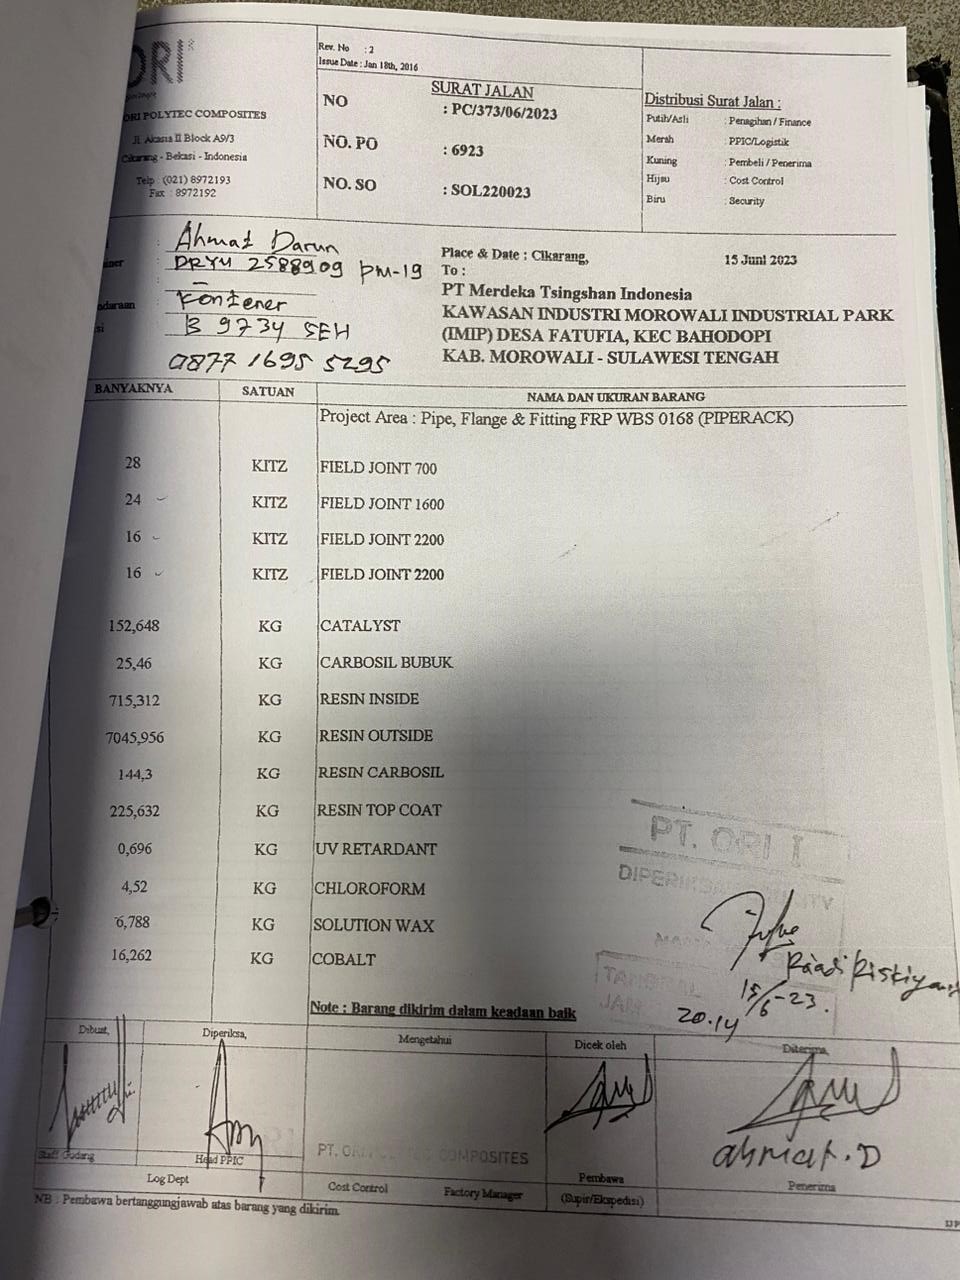 ORI
Rev. No : 2
Issue Date : Jan 18th, 2016
ORI POLYTEC COMPOSITES
Jl. Akasia II Block A9/3
Cikarang - Bekasi - Indonesia
Telp : (021) 8972193
Fax : 8972192
SURAT JALAN
NO : PC/373/06/2023
NO. PO : 6923
NO. SO : SOL220023
Distribusi Surat Jalan :
Putih/Asli : Penagihan / Finance
Merah : PPIC/Logistik
Kuning : Pembeli / Penerima
Hijau : Cost Control
Biru : Security
: Ahmat Darun
: DRYU 2588909 PM-19
-
: Kontener
: B 9734 SEH
0877 1695 5295
Place & Date : Cikarang, 15 Juni 2023
To :
PT Merdeka Tsingshan Indonesia
KAWASAN INDUSTRI MOROWALI INDUSTRIAL PARK
(IMIP) DESA FATUFIA, KEC BAHODOPI
KAB. MOROWALI - SULAWESI TENGAH
BANYAKNYA SATUAN NAMA DAN UKURAN BARANG
Project Area : Pipe, Flange & Fitting FRP WBS 0168 (PIPERACK)
28 KITZ FIELD JOINT 700
24 KITZ FIELD JOINT 1600
16 KITZ FIELD JOINT 2200
16 KITZ FIELD JOINT 2200
152,648 KG CATALYST
25,46 KG CARBOSIL BUBUK
715,312 KG RESIN INSIDE
7045,956 KG RESIN OUTSIDE
144,3 KG RESIN CARBOSIL
225,632 KG RESIN TOP COAT
0,696 KG UV RETARDANT
4,52 KG CHLOROFORM
6,788 KG SOLUTION WAX
16,262 KG COBALT
PT. ORI
DIPERIKSA
TANGGAL
JAM
15/6-23.
20.14
Note : Barang dikirim dalam keadaan baik
Dibuat, Diperiksa, Mengetahui Dicek oleh Diterima,
PT. ORI POLYTEC COMPOSITES
ahmat.D
Staff Gudang Head PPIC
Log Dept Cost Control Factory Manager Pembawa Penerima
(Supir/Ekspedisi)
NB : Pembawa bertanggungjawab atas barang yang dikirim.